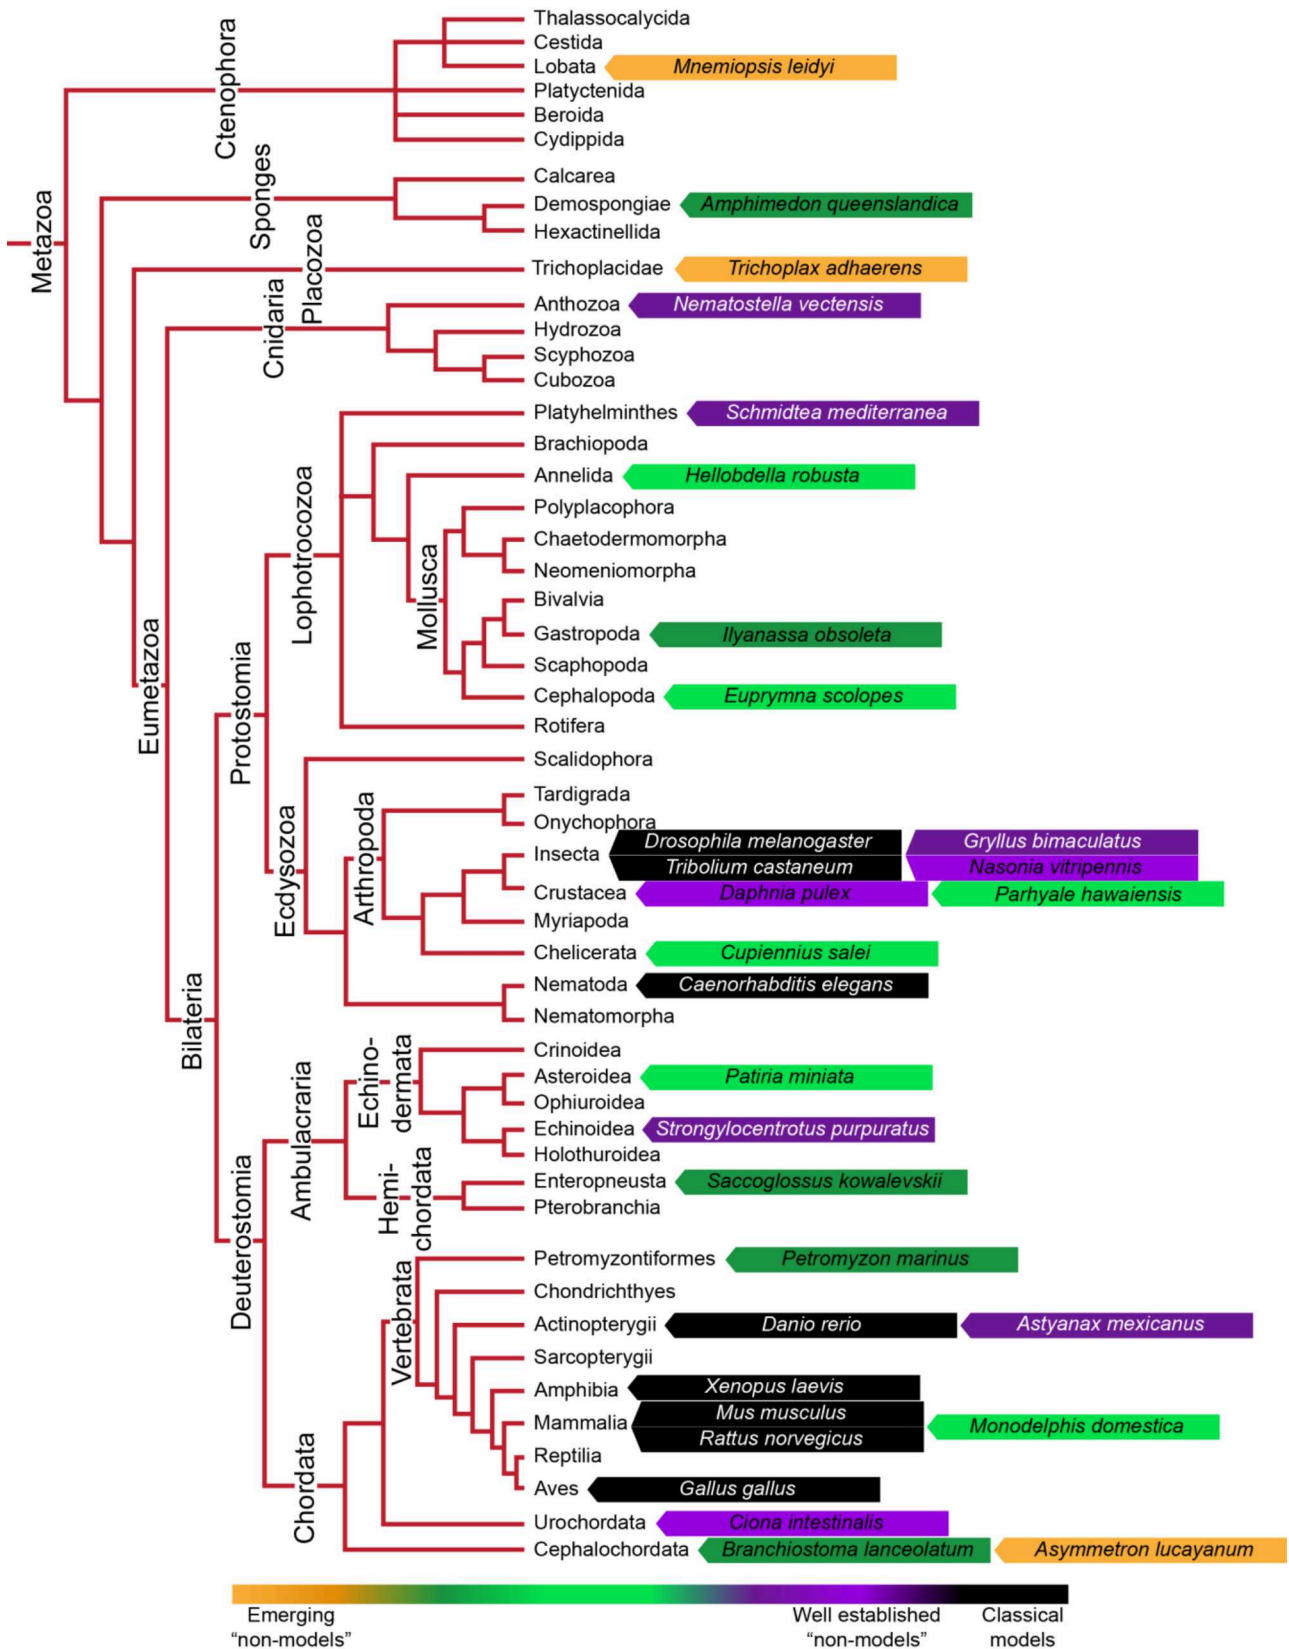 Thalassocalycida
Cestida
Lobata
Mnemiopsis leidyi
Platyctenida
Beroida
Cydippida
Ctenophora
Calcarea
Demospongiae
Amphimedon queenslandica
Hexactinellida
Sponges
Metazoa
Trichoplacidae
Trichoplax adhaerens
Placozoa
Anthozoa
Nematostella vectensis
Hydrozoa
Scyphozoa
Cubozoa
Cnidaria
Platyhelminthes
Schmidtea mediterranea
Brachiopoda
Annelida
Hellobdella robusta
Polyplacophora
Chaetodermomorpha
Neomeniomorpha
Bivalvia
Gastropoda
Ilyanassa obsoleta
Scaphopoda
Cephalopoda
Euprymna scolopes
Rotifera
Lophotrocozoa
Mollusca
Eumetazoa
Protostomia
Scalidophora
Tardigrada
Onychophora
Insecta
Drosophila melanogaster
Gryllus bimaculatus
Tribolium castaneum
Nasonia vitripennis
Crustacea
Daphnia pulex
Parhyale hawaiensis
Myriapoda
Chelicerata
Cupiennius salei
Nematoda
Caenorhabditis elegans
Nematomorpha
Arthropoda
Ecdysozoa
Bilateria
Crinoidea
Asteroidea
Patiria miniata
Ophiuroidea
Echinoidea
Strongylocentrotus purpuratus
Holothuroidea
Echino-
dermata
Ambulacraria
Enteropneusta
Saccoglossus kowalevskii
Pterobranchia
Hemi-
chordata
Deuterostomia
Petromyzontiformes
Petromyzon marinus
Chondrichthyes
Actinopterygii
Danio rerio
Astyanax mexicanus
Sarcopterygii
Amphibia
Xenopus laevis
Mammalia
Mus musculus
Rattus norvegicus
Monodelphis domestica
Reptilia
Aves
Gallus gallus
Vertebrata
Chordata
Urochordata
Ciona intestinalis
Cephalochordata
Branchiostoma lanceolatum
Asymmetron lucayanum
Emerging
“non-models”
Well established
“non-models”
Classical
models